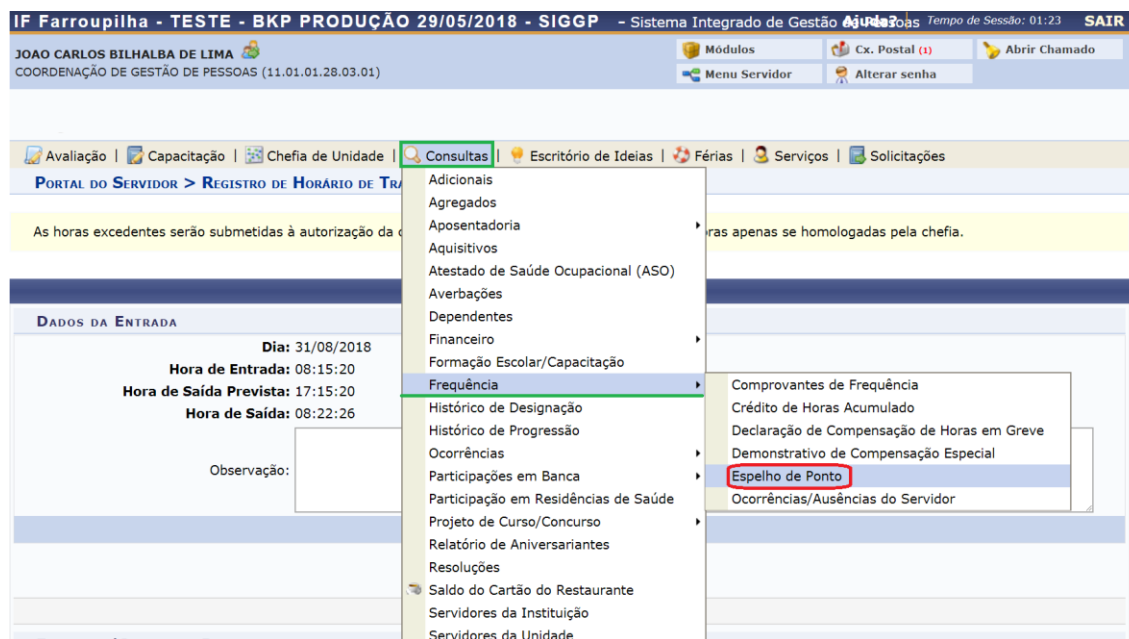 IF Farroupilha - TESTE - BKP PRODUÇÃO 29/05/2018 - SIGGP - Sistema Integrado de Gestão de Pessoas Ajuda? Tempo de Sessão: 01:23 SAIR
JOAO CARLOS BILHALBA DE LIMA
COORDENAÇÃO DE GESTÃO DE PESSOAS (11.01.01.28.03.01)
Módulos Cx. Postal (1) Abrir Chamado
Menu Servidor Alterar senha
Avaliação | Capacitação | Chefia de Unidade | Consultas | Escritório de Ideias | Férias | Serviços | Solicitações
PORTAL DO SERVIDOR > REGISTRO DE HORÁRIO DE
As horas excedentes serão submetidas à autorização da
apenas se homologadas pela chefia.
DADOS DA ENTRADA
Dia: 31/08/2018
Hora de Entrada: 08:15:20
Hora de Saída Prevista: 17:15:20
Hora de Saída: 08:22:26
Observação:
Adicionais
Agregados
Aposentadoria
Aquisitivos
Atestado de Saúde Ocupacional (ASO)
Averbações
Dependentes
Financeiro
Formação Escolar/Capacitação
Frequência
Histórico de Designação
Histórico de Progressão
Ocorrências
Participações em Banca
Participação em Residências de Saúde
Projeto de Curso/Concurso
Relatório de Aniversariantes
Resoluções
Saldo do Cartão do Restaurante
Servidores da Instituição
Servidores da Unidade
Comprovantes de Frequência
Crédito de Horas Acumulado
Declaração de Compensação de Horas em Greve
Demonstrativo de Compensação Especial
Espelho de Ponto
Ocorrências/Ausências do Servidor